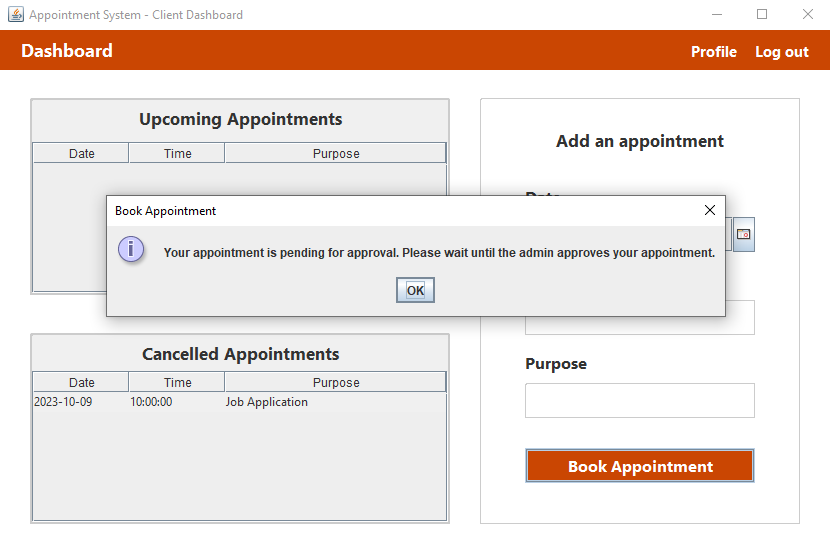 Appointment System - Client Dashboard
Dashboard
Profile Log out
Upcoming Appointments
Date Time Purpose
Add an appointment
Book Appointment
Your appointment is pending for approval. Please wait until the admin approves your appointment.
OK
Cancelled Appointments
Date Time Purpose
2023-10-09 10:00:00 Job Application
Purpose
Book Appointment